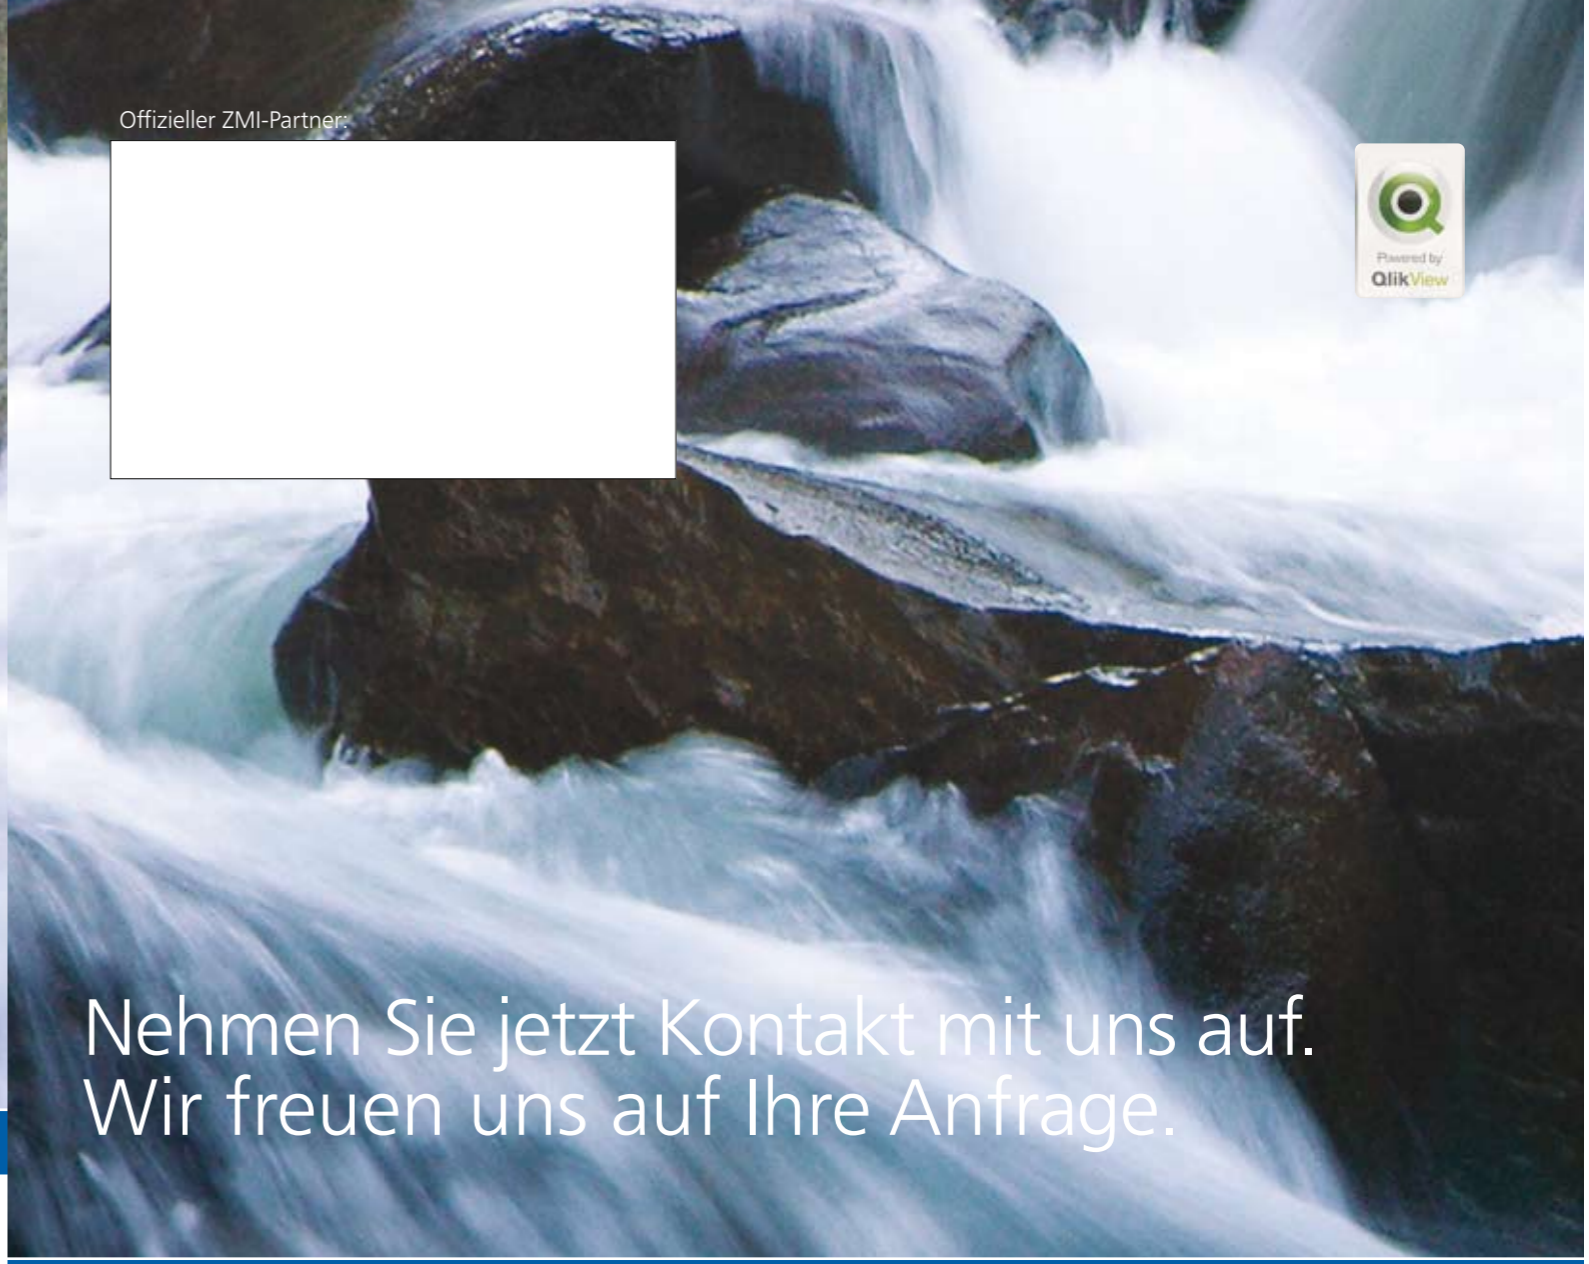 Offizieller ZMI-Partner:
Powered by
QlikView
Nehmen Sie jetzt Kontakt mit uns auf.
Wir freuen uns auf Ihre Anfrage.